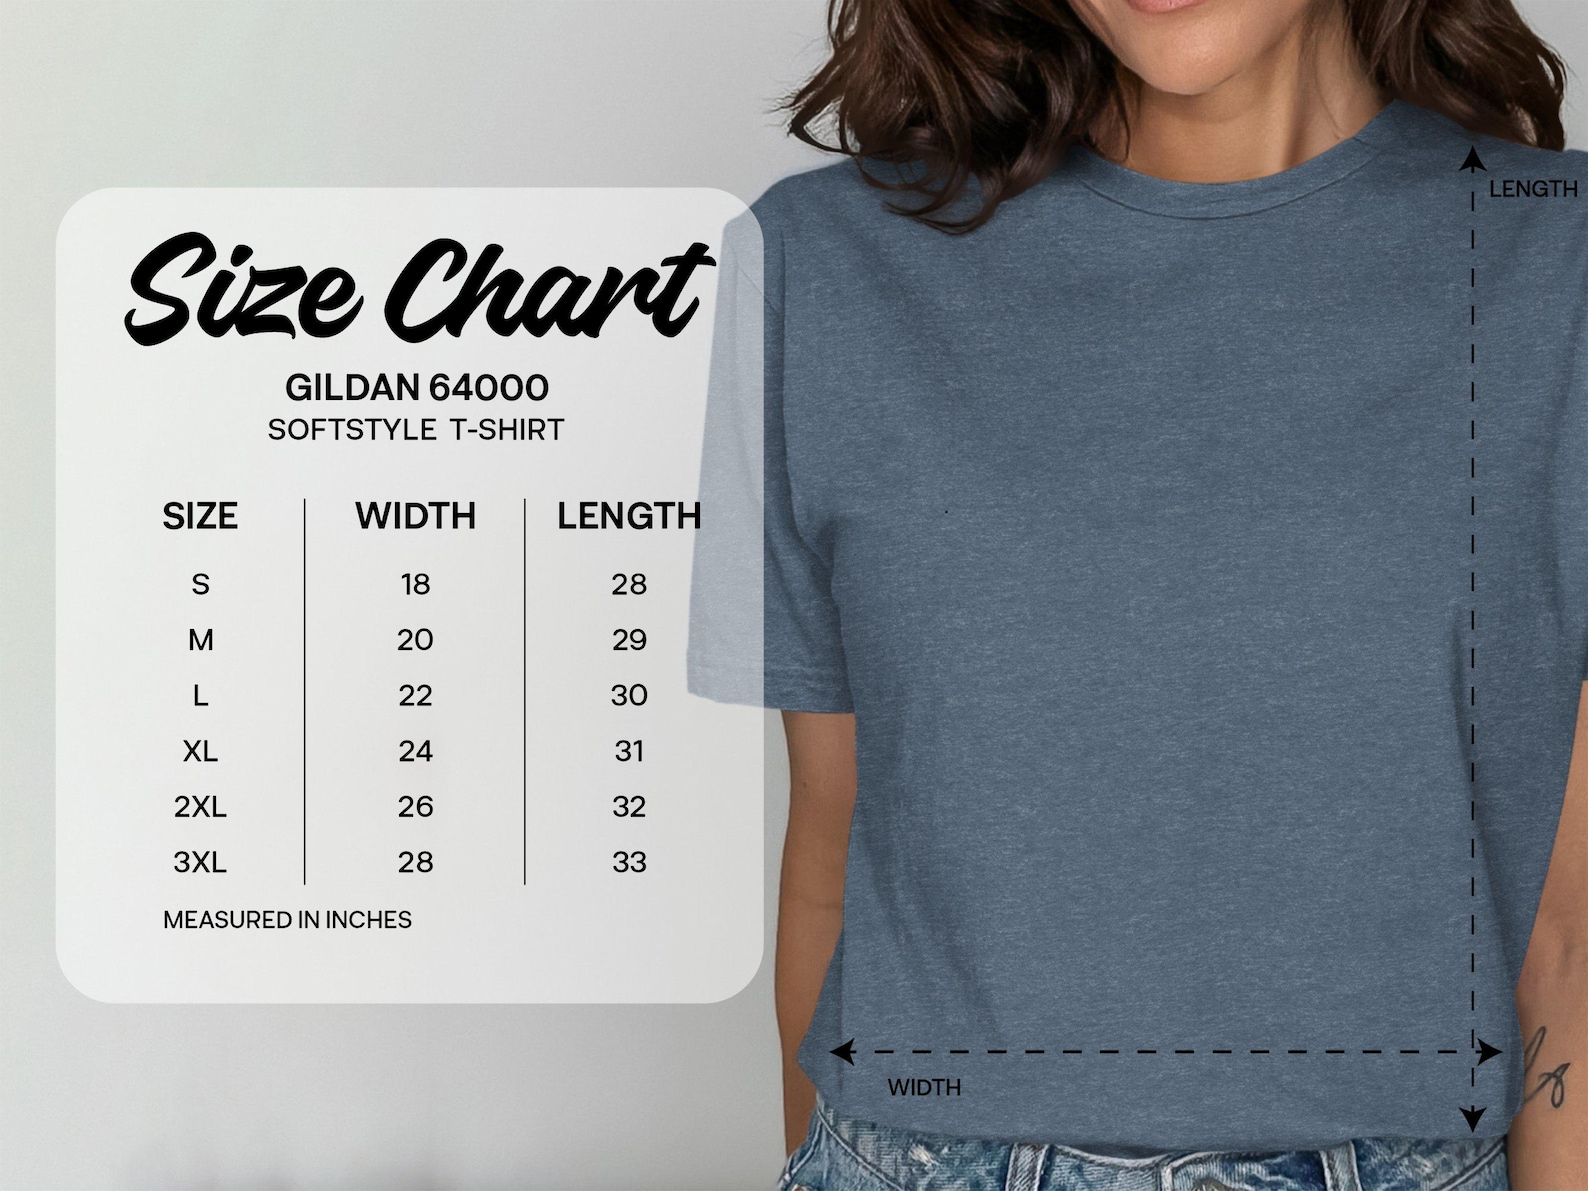 Size Chart
GILDAN 64000
SOFTSTYLE T-SHIRT
SIZE WIDTH LENGTH
S 18 28
M 20 29
L 22 30
XL 24 31
2XL 26 32
3XL 28 33
MEASURED IN INCHES
LENGTH
WIDTH